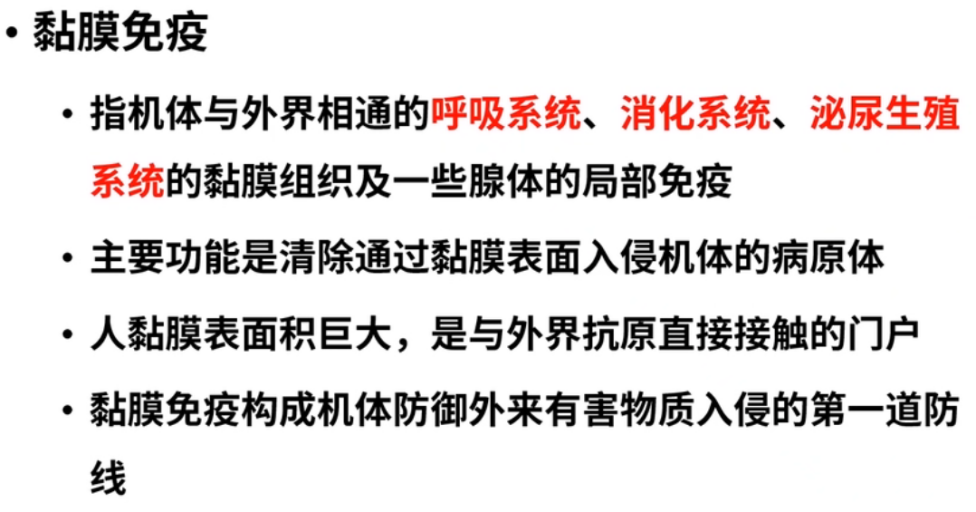 • 黏膜免疫
• 指机体与外界相通的呼吸系统、消化系统、泌尿生殖
系统的黏膜组织及一些腺体的局部免疫
• 主要功能是清除通过黏膜表面入侵机体的病原体
• 人黏膜表面积巨大，是与外界抗原直接接触的门户
• 黏膜免疫构成机体防御外来有害物质入侵的第一道防
线